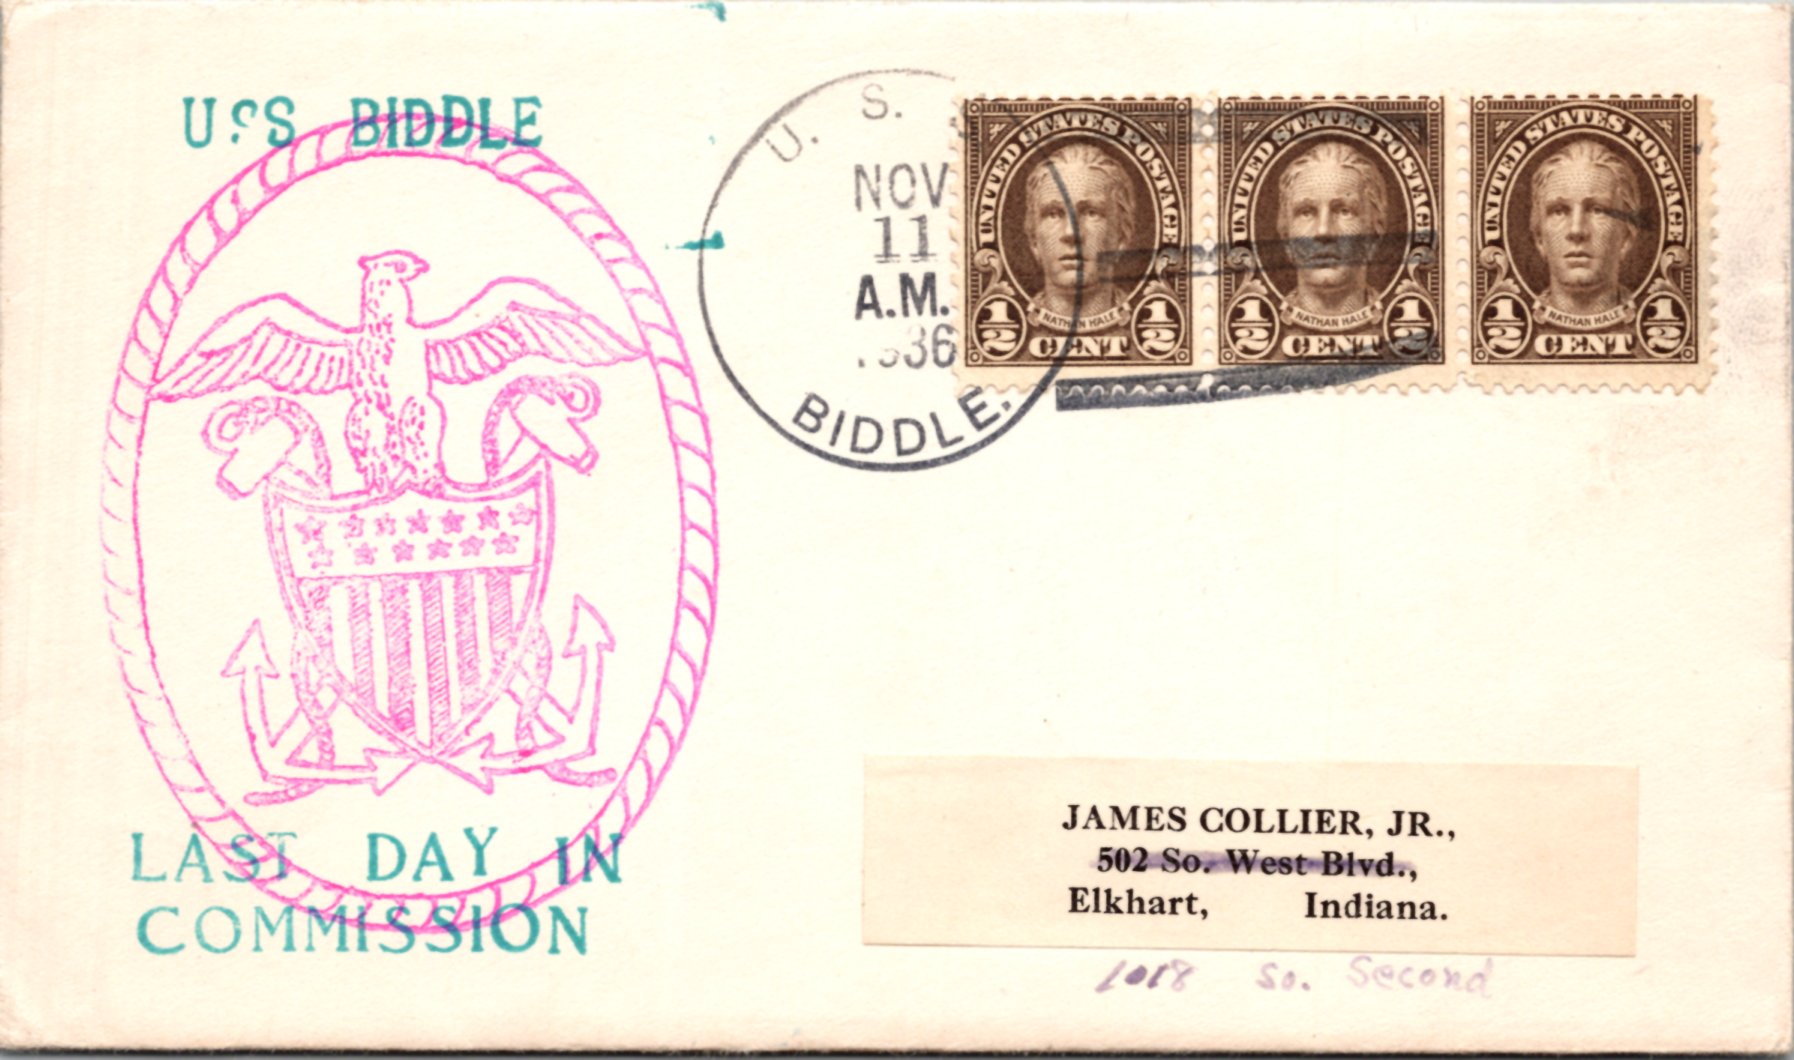 USS BIDDLE
LAST DAY IN
COMMISSION
U. S. S.
NOV
11
A.M.
1936
BIDDLE.
UNITED STATES POSTAGE
NATHAN HALE
1/2 CENT 1/2
UNITED STATES POSTAGE
NATHAN HALE
1/2 CENT 1/2
UNITED STATES POSTAGE
NATHAN HALE
1/2 CENT 1/2
JAMES COLLIER, JR.,
502 So. West Blvd.,
Elkhart, Indiana.
1018 So. Second